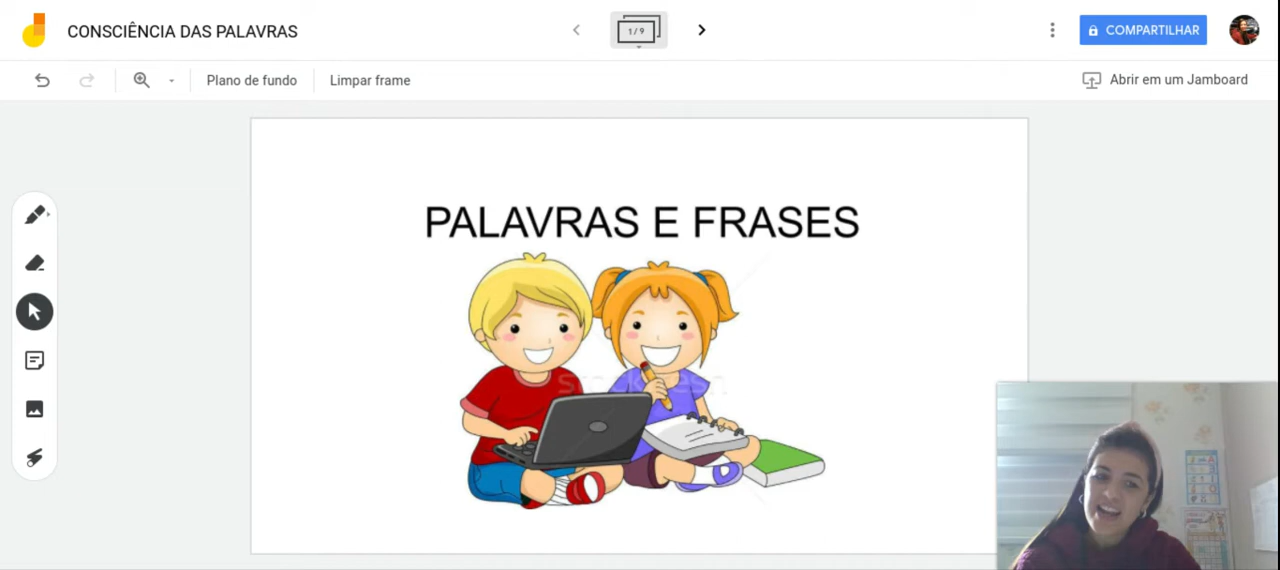 CONSCIÊNCIA DAS PALAVRAS
1/9
COMPARTILHAR
Plano de fundo
Limpar frame
Abrir em um Jamboard
PALAVRAS E FRASES